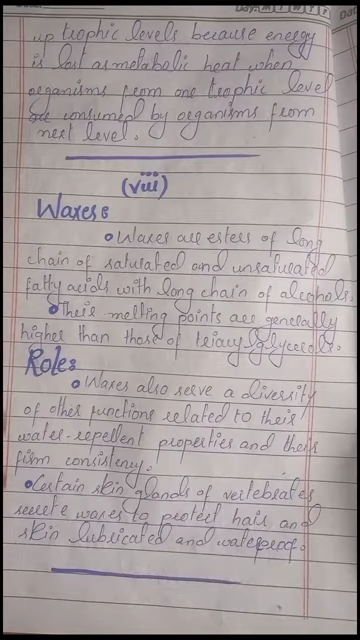 up trophic levels because energy
is lost as metabolic heat when
organisms from one trophic level
are consumed by organisms from
next level.
(viii)
Waxes:
• Waxes are esters of long
chain of saturated and unsaturated
fatty acids with long chain of alcohols.
• Their melting points are generally
higher than those of triacylglycerols.
Role:
• Waxes also serve a diversity
of other functions related to their
water-repellent properties and their
firm consistency.
• Certain skin glands of vertebrates
secrete waxes to protect hair and
skin lubricated and waterproof.